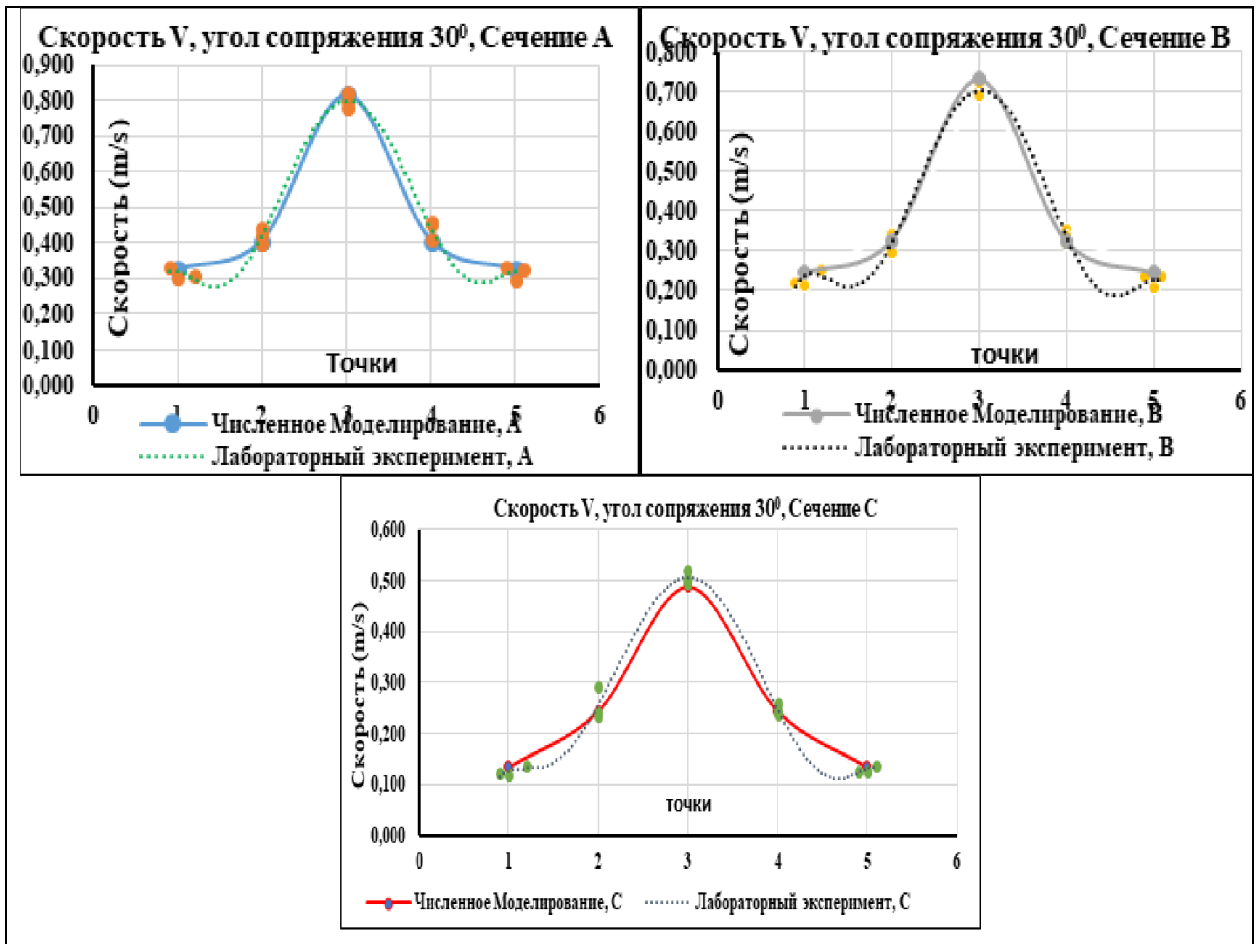 Скорость V, угол сопряжения 30⁰, Сечение A
0,900
0,800
0,700
0,600
0,500
0,400
0,300
0,200
0,100
0,000
Скорость (m/s)
Точки
0 1 2 3 4 5 6
Численное Моделирование, A
Лабораторный эксперимент, A
Скорость V, угол сопряжения 30⁰, Сечение B
0,800
0,700
0,600
0,500
0,400
0,300
0,200
0,100
0,000
Скорость (m/s)
точки
0 1 2 3 4 5 6
Численное Моделирование, B
Лабораторный эксперимент, B
Скорость V, угол сопряжения 30⁰, Сечение C
0,600
0,500
0,400
0,300
0,200
0,100
0,000
Скорость (m/s)
точки
0 1 2 3 4 5 6
Численное Моделирование, C
Лабораторный эксперимент, C